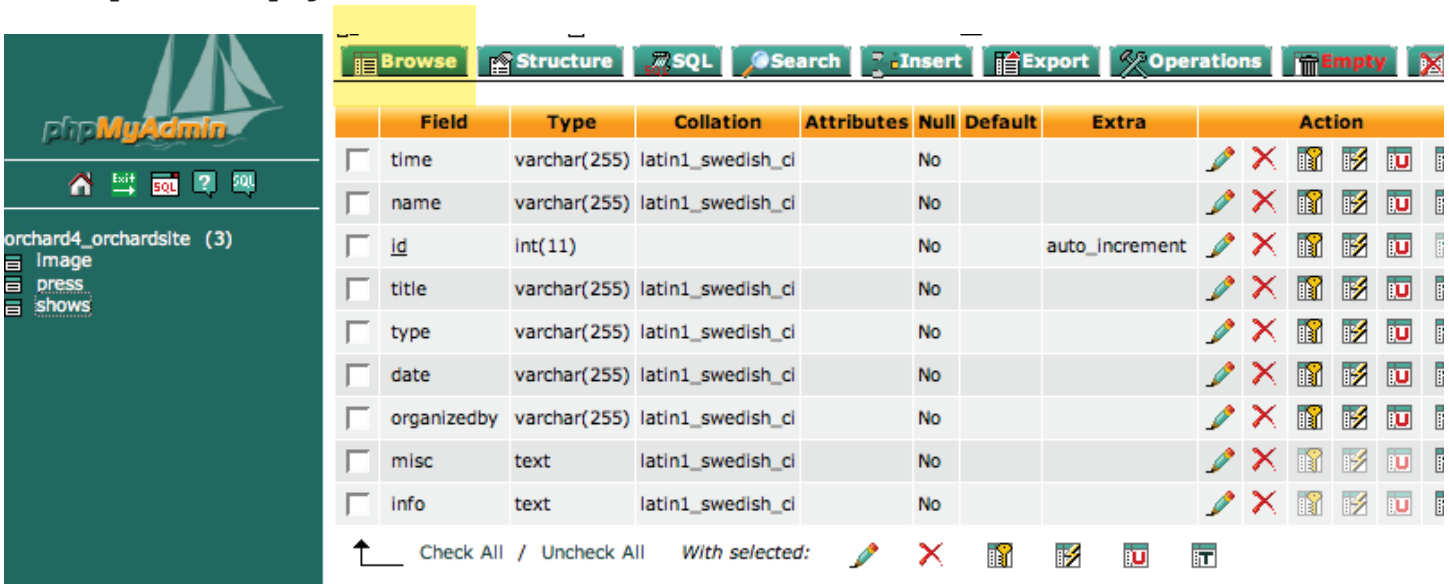 Browse Structure SQL Search Insert Export Operations Empty
phpMyAdmin
Exit SQL ? SQL
orchard4_orchardsite (3)
image
press
shows
Field Type Collation Attributes Null Default Extra Action
time varchar(255) latin1_swedish_ci No
name varchar(255) latin1_swedish_ci No
id int(11) No auto_increment
title varchar(255) latin1_swedish_ci No
type varchar(255) latin1_swedish_ci No
date varchar(255) latin1_swedish_ci No
organizedby varchar(255) latin1_swedish_ci No
misc text latin1_swedish_ci No
info text latin1_swedish_ci No
Check All / Uncheck All With selected: